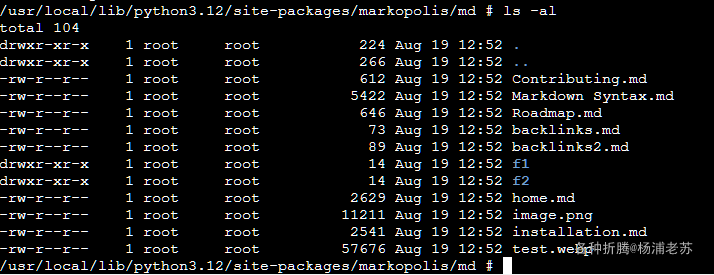 /usr/local/lib/python3.12/site-packages/markopolis/md # ls -al
total 104
drwxr-xr-x    1 root     root           224 Aug 19 12:52 .
drwxr-xr-x    1 root     root           266 Aug 19 12:52 ..
-rw-r--r--    1 root     root           612 Aug 19 12:52 Contributing.md
-rw-r--r--    1 root     root          5422 Aug 19 12:52 Markdown Syntax.md
-rw-r--r--    1 root     root           646 Aug 19 12:52 Roadmap.md
-rw-r--r--    1 root     root            73 Aug 19 12:52 backlinks.md
-rw-r--r--    1 root     root            89 Aug 19 12:52 backlinks2.md
drwxr-xr-x    1 root     root            14 Aug 19 12:52 f1
drwxr-xr-x    1 root     root            14 Aug 19 12:52 f2
-rw-r--r--    1 root     root          2629 Aug 19 12:52 home.md
-rw-r--r--    1 root     root         11211 Aug 19 12:52 image.png
-rw-r--r--    1 root     root          2541 Aug 19 12:52 installation.md
-rw-r--r--    1 root     root         57676 Aug 19 12:52 test.webp
各种折腾@杨浦老苏
/usr/local/lib/python3.12/site-packages/markopolis/md #